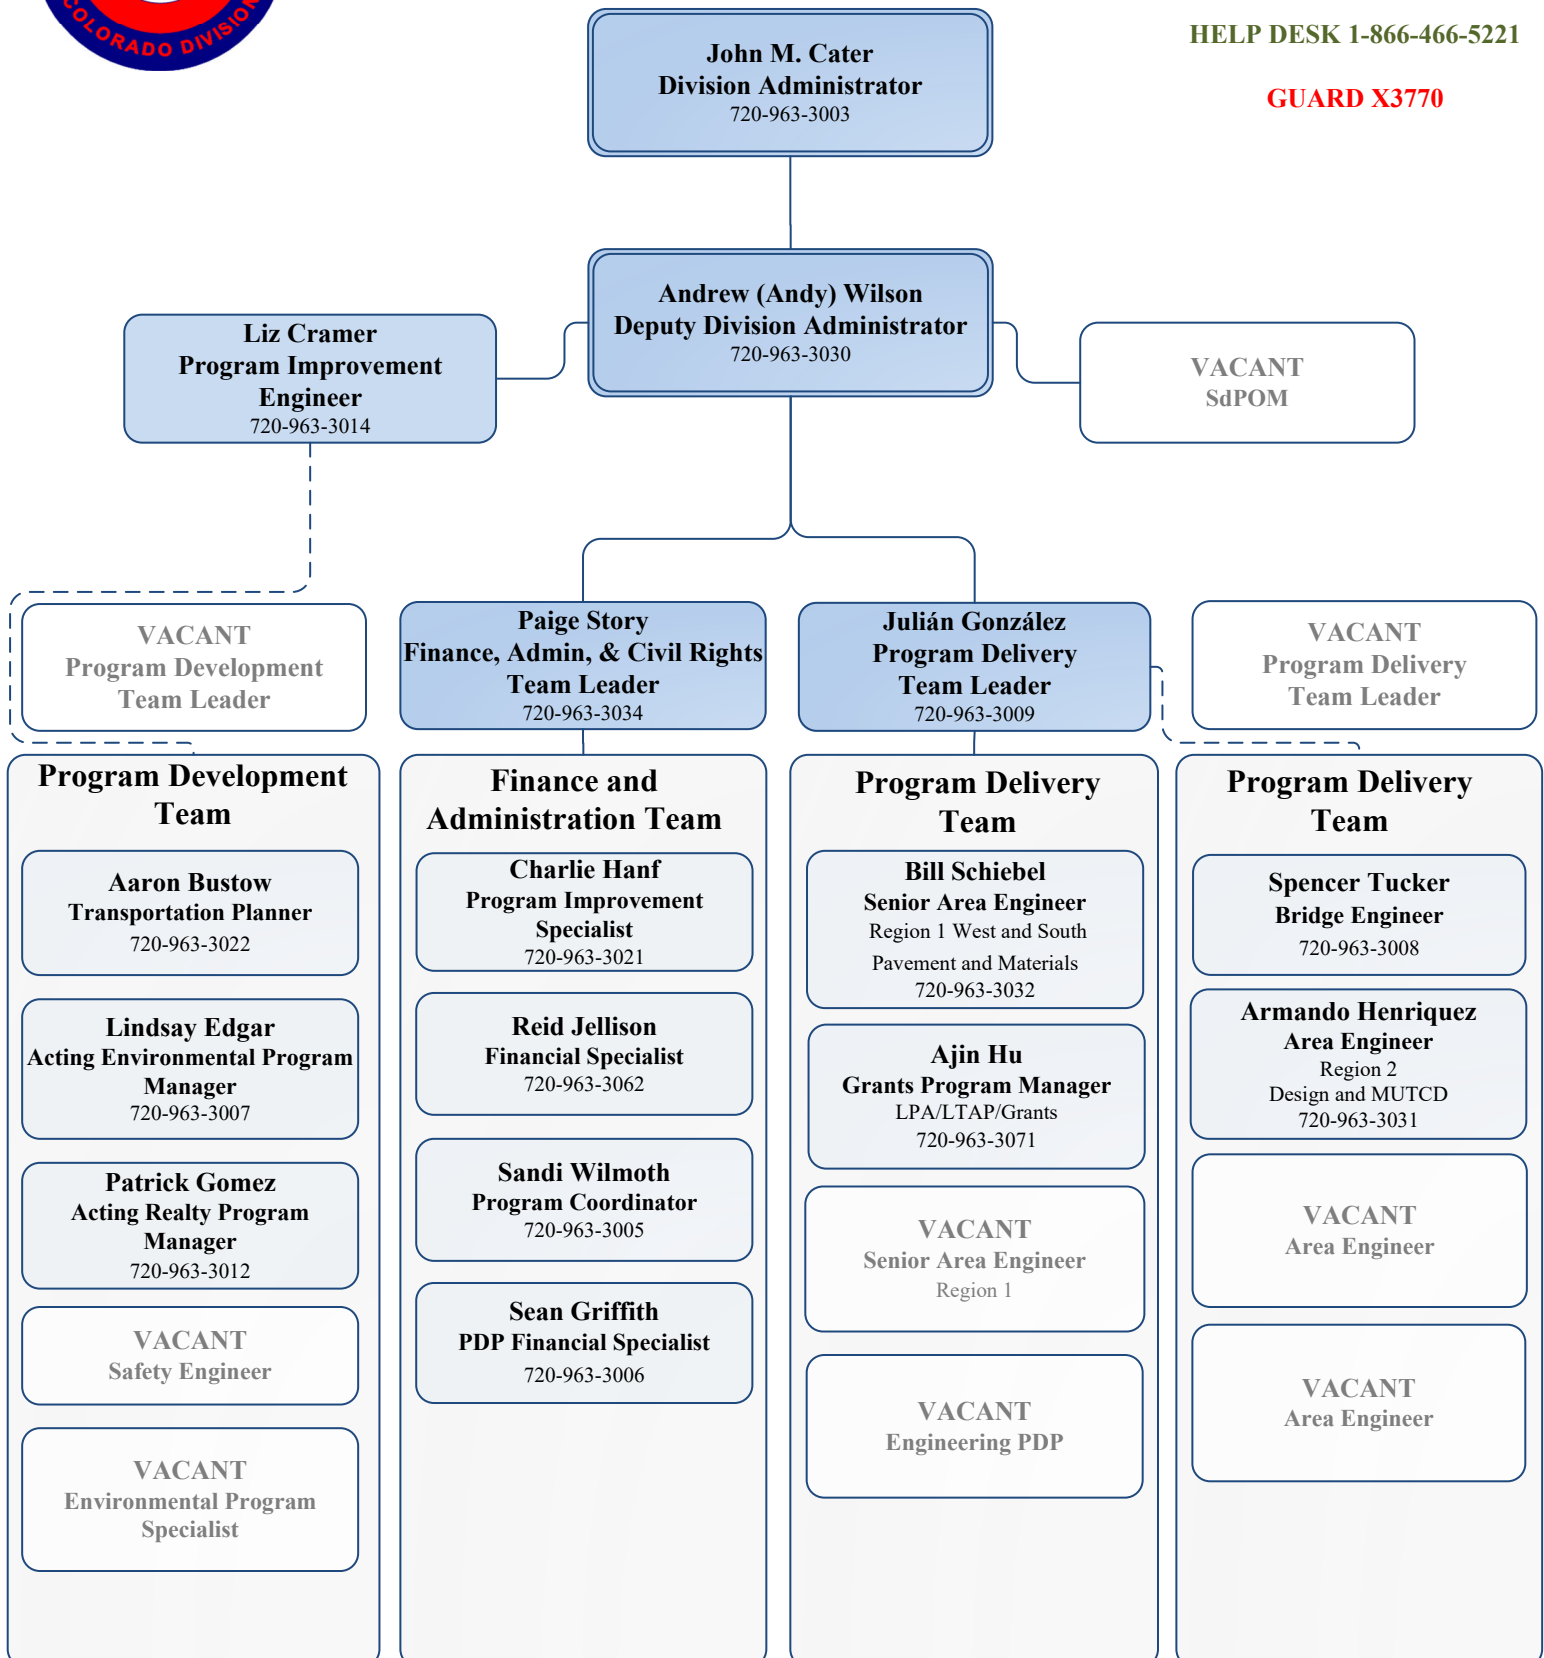 COLORADO DIVISION
HELP DESK 1-866-466-5221
GUARD X3770
John M. Cater
Division Administrator
720-963-3003
Andrew (Andy) Wilson
Deputy Division Administrator
720-963-3030
Liz Cramer
Program Improvement
Engineer
720-963-3014
VACANT
SdPOM
VACANT
Program Development
Team Leader
Paige Story
Finance, Admin, & Civil Rights
Team Leader
720-963-3034
Julián González
Program Delivery
Team Leader
720-963-3009
VACANT
Program Delivery
Team Leader
Program Development
Team
Aaron Bustow
Transportation Planner
720-963-3022
Lindsay Edgar
Acting Environmental Program
Manager
720-963-3007
Patrick Gomez
Acting Realty Program
Manager
720-963-3012
VACANT
Safety Engineer
VACANT
Environmental Program
Specialist
Finance and
Administration Team
Charlie Hanf
Program Improvement
Specialist
720-963-3021
Reid Jellison
Financial Specialist
720-963-3062
Sandi Wilmoth
Program Coordinator
720-963-3005
Sean Griffith
PDP Financial Specialist
720-963-3006
Program Delivery
Team
Bill Schiebel
Senior Area Engineer
Region 1 West and South
Pavement and Materials
720-963-3032
Ajin Hu
Grants Program Manager
LPA/LTAP/Grants
720-963-3071
VACANT
Senior Area Engineer
Region 1
VACANT
Engineering PDP
Program Delivery
Team
Spencer Tucker
Bridge Engineer
720-963-3008
Armando Henriquez
Area Engineer
Region 2
Design and MUTCD
720-963-3031
VACANT
Area Engineer
VACANT
Area Engineer